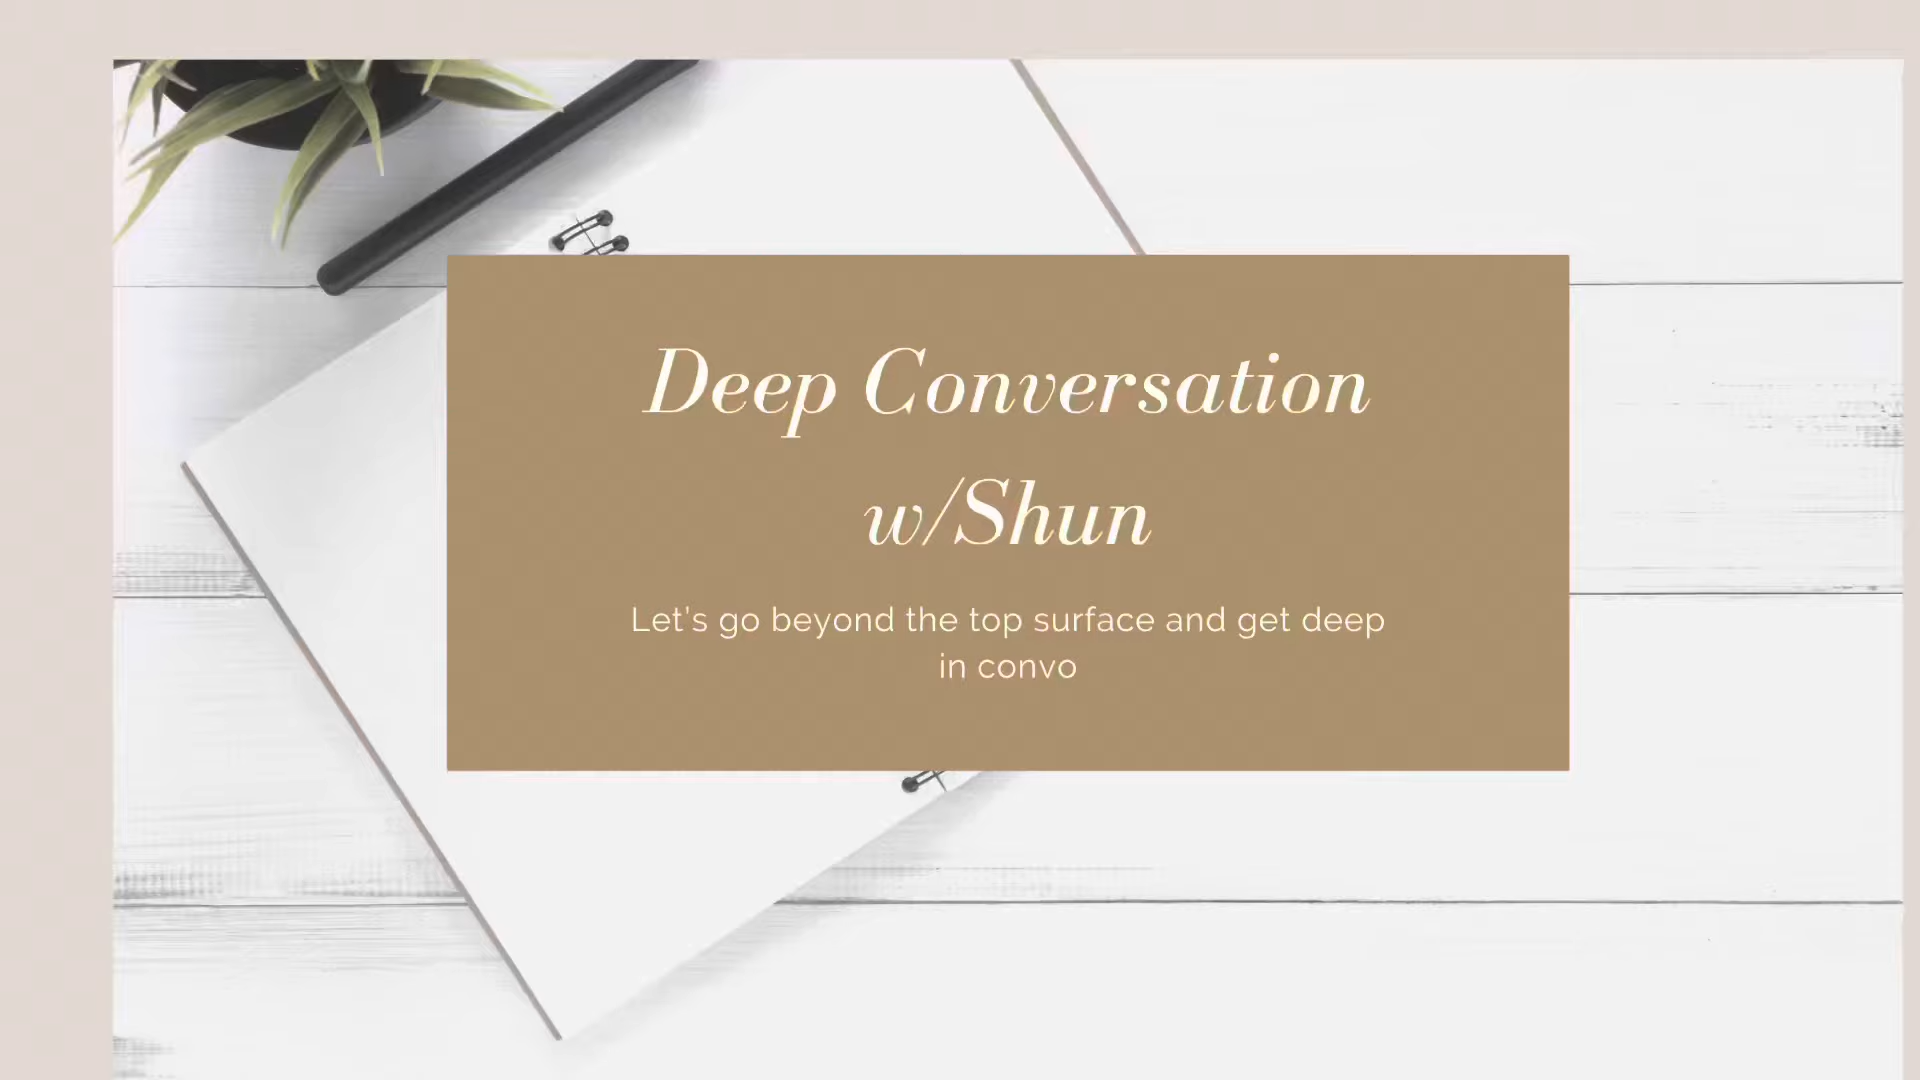 Deep Conversation
w/Shun
Let's go beyond the top surface and get deep
in convo